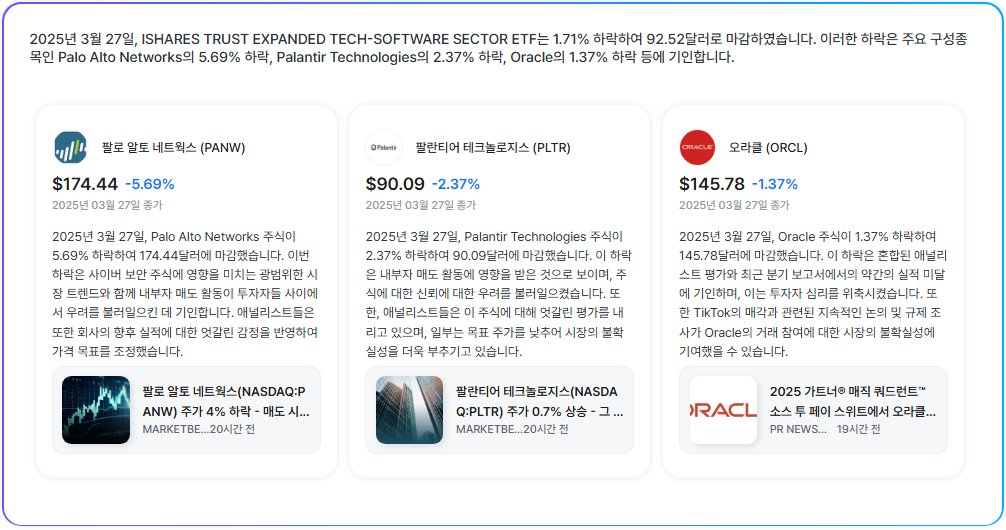 2025년 3월 27일, ISHARES TRUST EXPANDED TECH-SOFTWARE SECTOR ETF는 1.71% 하락하여 92.52달러로 마감하였습니다. 이러한 하락은 주요 구성종
목인 Palo Alto Networks의 5.69% 하락, Palantir Technologies의 2.37% 하락, Oracle의 1.37% 하락 등에 기인합니다.
팔로 알토 네트웍스 (PANW)
$174.44 -5.69%
2025년 03월 27일 종가
2025년 3월 27일, Palo Alto Networks 주식이
5.69% 하락하여 174.44달러에 마감했습니다. 이번
하락은 사이버 보안 주식에 영향을 미치는 광범위한 시
장 트렌드와 함께 내부자 매도 활동이 투자자들 사이에
서 우려를 불러일으킨 데 기인합니다. 애널리스트들은
또한 회사의 향후 실적에 대한 엇갈린 감정을 반영하여
가격 목표를 조정했습니다.
팔로 알토 네트웍스(NASDAQ:P
ANW) 주가 4% 하락 - 매도 시...
MARKETBE...20시간 전
Palantir
팔란티어 테크놀로지스 (PLTR)
$90.09 -2.37%
2025년 03월 27일 종가
2025년 3월 27일, Palantir Technologies 주식이
2.37% 하락하여 90.09달러에 마감했습니다. 이 하락
은 내부자 매도 활동에 영향을 받은 것으로 보이며, 주
식에 대한 신뢰에 대한 우려를 불러일으켰습니다. 또
한, 애널리스트들은 이 주식에 대해 엇갈린 평가를 내
리고 있으며, 일부는 목표 주가를 낮추어 시장의 불확
실성을 더욱 부추기고 있습니다.
팔란티어 테크놀로지스(NASDA
Q:PLTR) 주가 0.7% 상승 - 그 ...
MARKETBE...20시간 전
ORACLE
오라클 (ORCL)
$145.78 -1.37%
2025년 03월 27일 종가
2025년 3월 27일, Oracle 주식이 1.37% 하락하여
145.78달러에 마감했습니다. 이 하락은 혼합된 애널리
스트 평가와 최근 분기 보고서에서의 약간의 실적 미달
에 기인하며, 이는 투자자 심리를 위축시켰습니다. 또
한 TikTok의 매각과 관련된 지속적인 논의 및 규제 조
사가 Oracle의 거래 참여에 대한 시장의 불확실성에
기여했을 수 있습니다.
ORACL
2025 가트너® 매직 쿼드런트™
소스 투 페이 스위트에서 오라클...
PR NEWS... 19시간 전